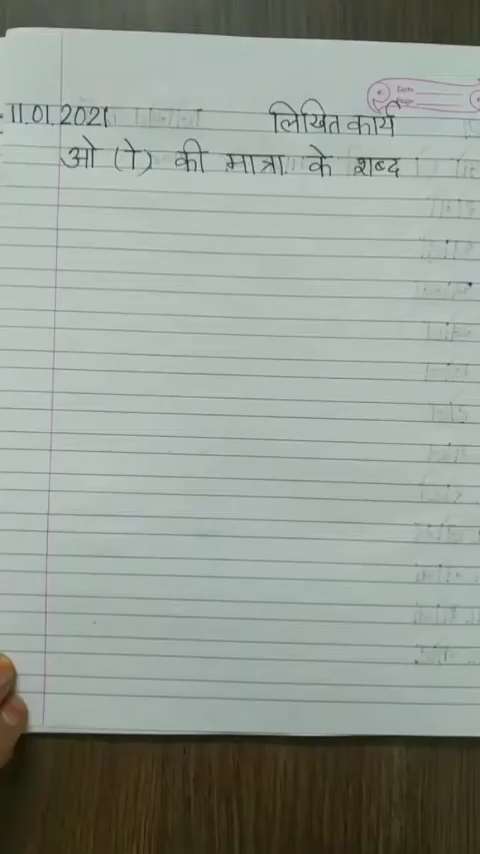 11.01.2021 लिखित कार्य
ओ (ो) की मात्रा के शब्द